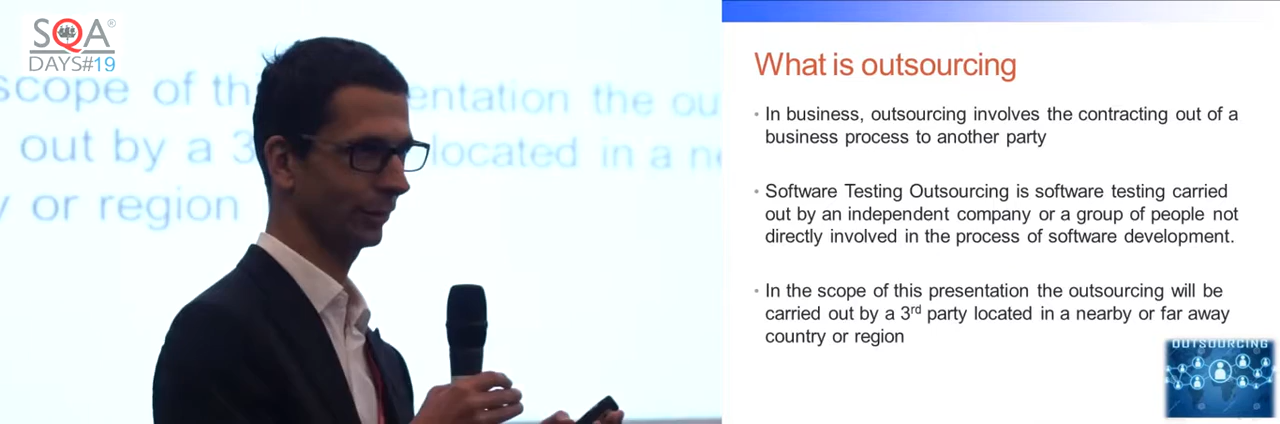 SQA®
DAYS#19
scope of th
entation the ou
out by a 3
located in a ne
y or region
What is outsourcing
• In business, outsourcing involves the contracting out of a
business process to another party
• Software Testing Outsourcing is software testing carried
out by an independent company or a group of people not
directly involved in the process of software development.
• In the scope of this presentation the outsourcing will be
carried out by a 3rd party located in a nearby or far away
country or region
OUTSOURCING